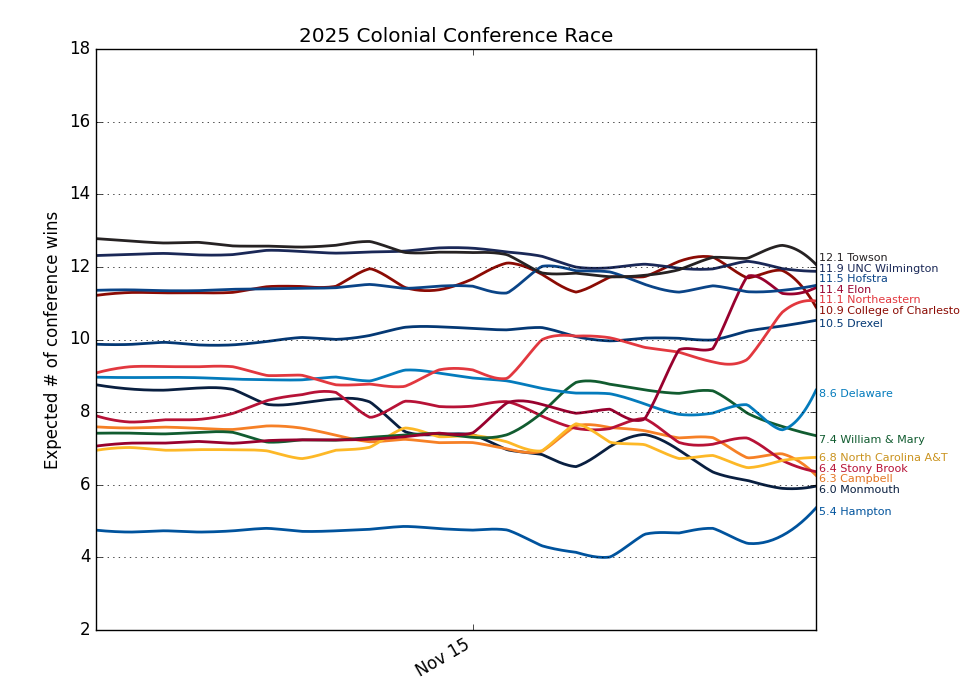 2025 Colonial Conference Race
Expected # of conference wins
18
16
14
12
10
8
6
4
2
Nov 15
12.1 Towson
11.9 UNC Wilmington
11.5 Hofstra
11.4 Elon
11.1 Northeastern
10.9 College of Charlesto
10.5 Drexel
8.6 Delaware
7.4 William & Mary
6.8 North Carolina A&T
6.4 Stony Brook
6.3 Campbell
6.0 Monmouth
5.4 Hampton